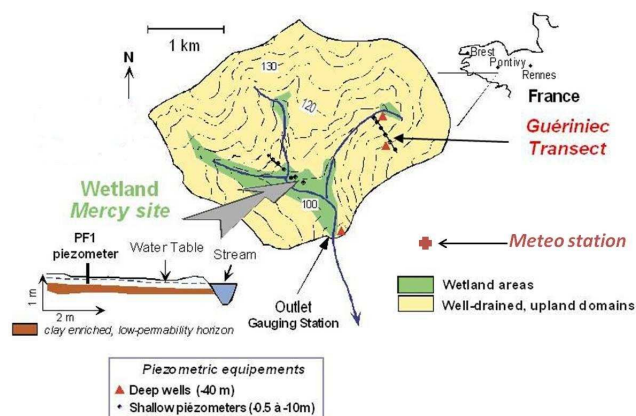 1 km
N
130
120
100
Brest
Pontivy
Rennes
France
Guériniec
Transect
Wetland
Mercy site
Meteo station
PF1
piezometer
Water Table
Stream
1 m
2 m
clay enriched, low-permability horizon
Outlet
Gauging Station
Wetland areas
Well-drained, upland domains
Piezometric equipements
Deep wells (-40 m)
Shallow piézometers (-0.5 à -10m)